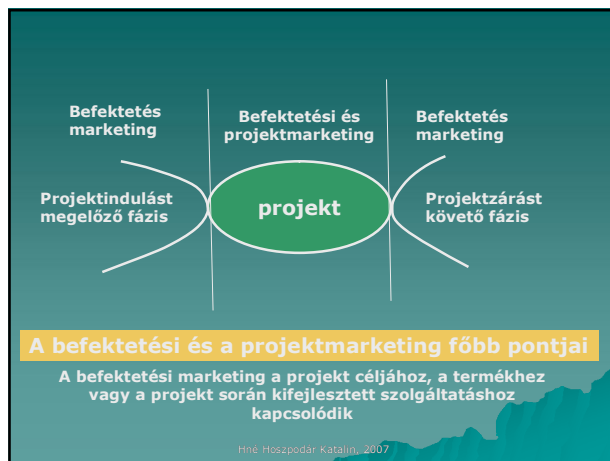 Befektetés
marketing
Befektetési és
projektmarketing
Befektetés
marketing
Projektindulást
megelőző fázis
projekt
Projektzárást
követő fázis
A befektetési és a projektmarketing főbb pontjai
A befektetési marketing a projekt céljához, a termékhez
vagy a projekt során kifejlesztett szolgáltatáshoz
kapcsolódik
Hné Hoszpodár Katalin, 2007